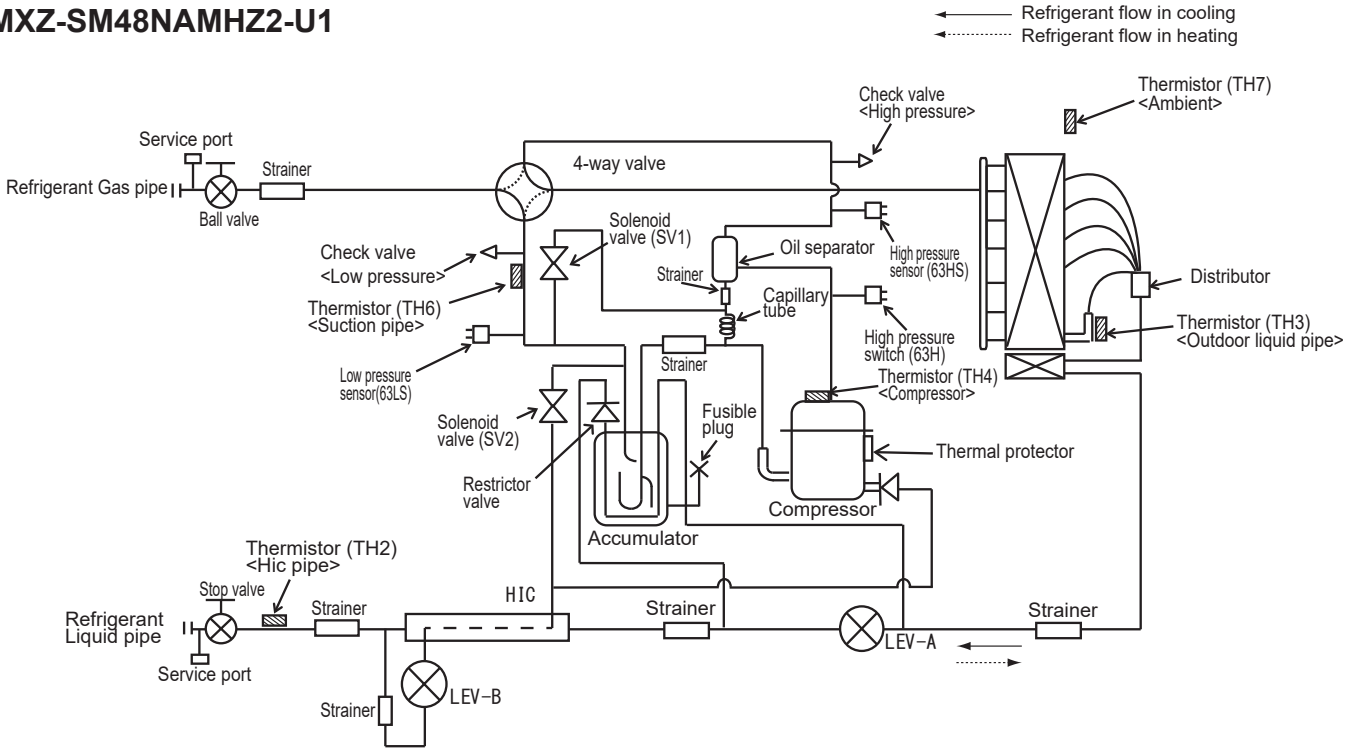 MXZ-SM48NAMHZ2-U1
Refrigerant flow in cooling
Refrigerant flow in heating
Thermistor (TH7)
<Ambient>
Check valve
<High pressure>
Service port
Strainer
4-way valve
Refrigerant Gas pipe
Ball valve
Solenoid
valve (SV1)
Oil separator
High pressure
sensor (63HS)
Check valve
<Low pressure>
Strainer
Distributor
Capillary
tube
Thermistor (TH6)
<Suction pipe>
Thermistor (TH3)
<Outdoor liquid pipe>
High pressure
switch (63H)
Strainer
Low pressure
sensor(63LS)
Thermistor (TH4)
<Compressor>
Solenoid
valve (SV2)
Fusible
plug
Thermal protector
Restrictor
valve
Compressor
Accumulator
Thermistor (TH2)
<Hic pipe>
Stop valve
HIC
Strainer
Strainer
Strainer
Refrigerant
Liquid pipe
LEV-A
Service port
LEV-B
Strainer